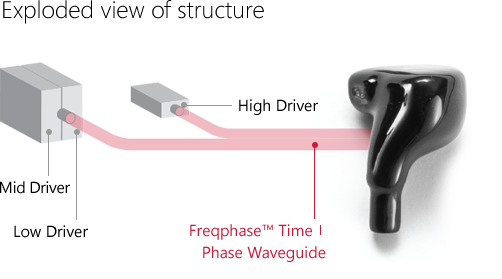 Exploded view of structure
High Driver
Mid Driver
Low Driver
Freqphase™ Time I
Phase Waveguide